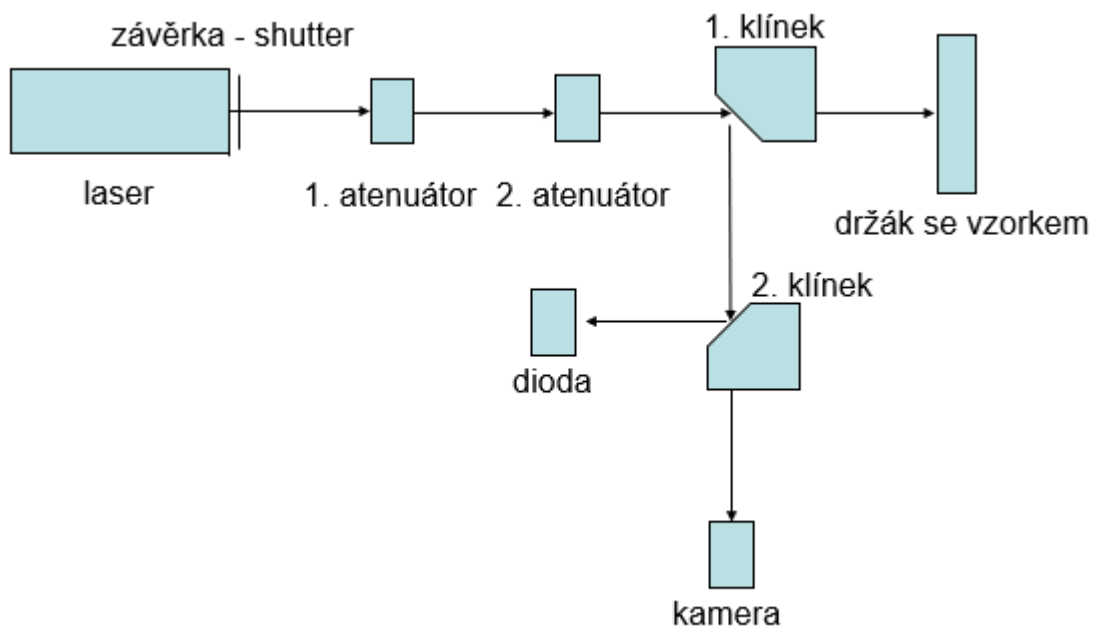 závěrka - shutter
1. klínek
laser
1. atenuátor
2. atenuátor
držák se vzorkem
2. klínek
dioda
kamera